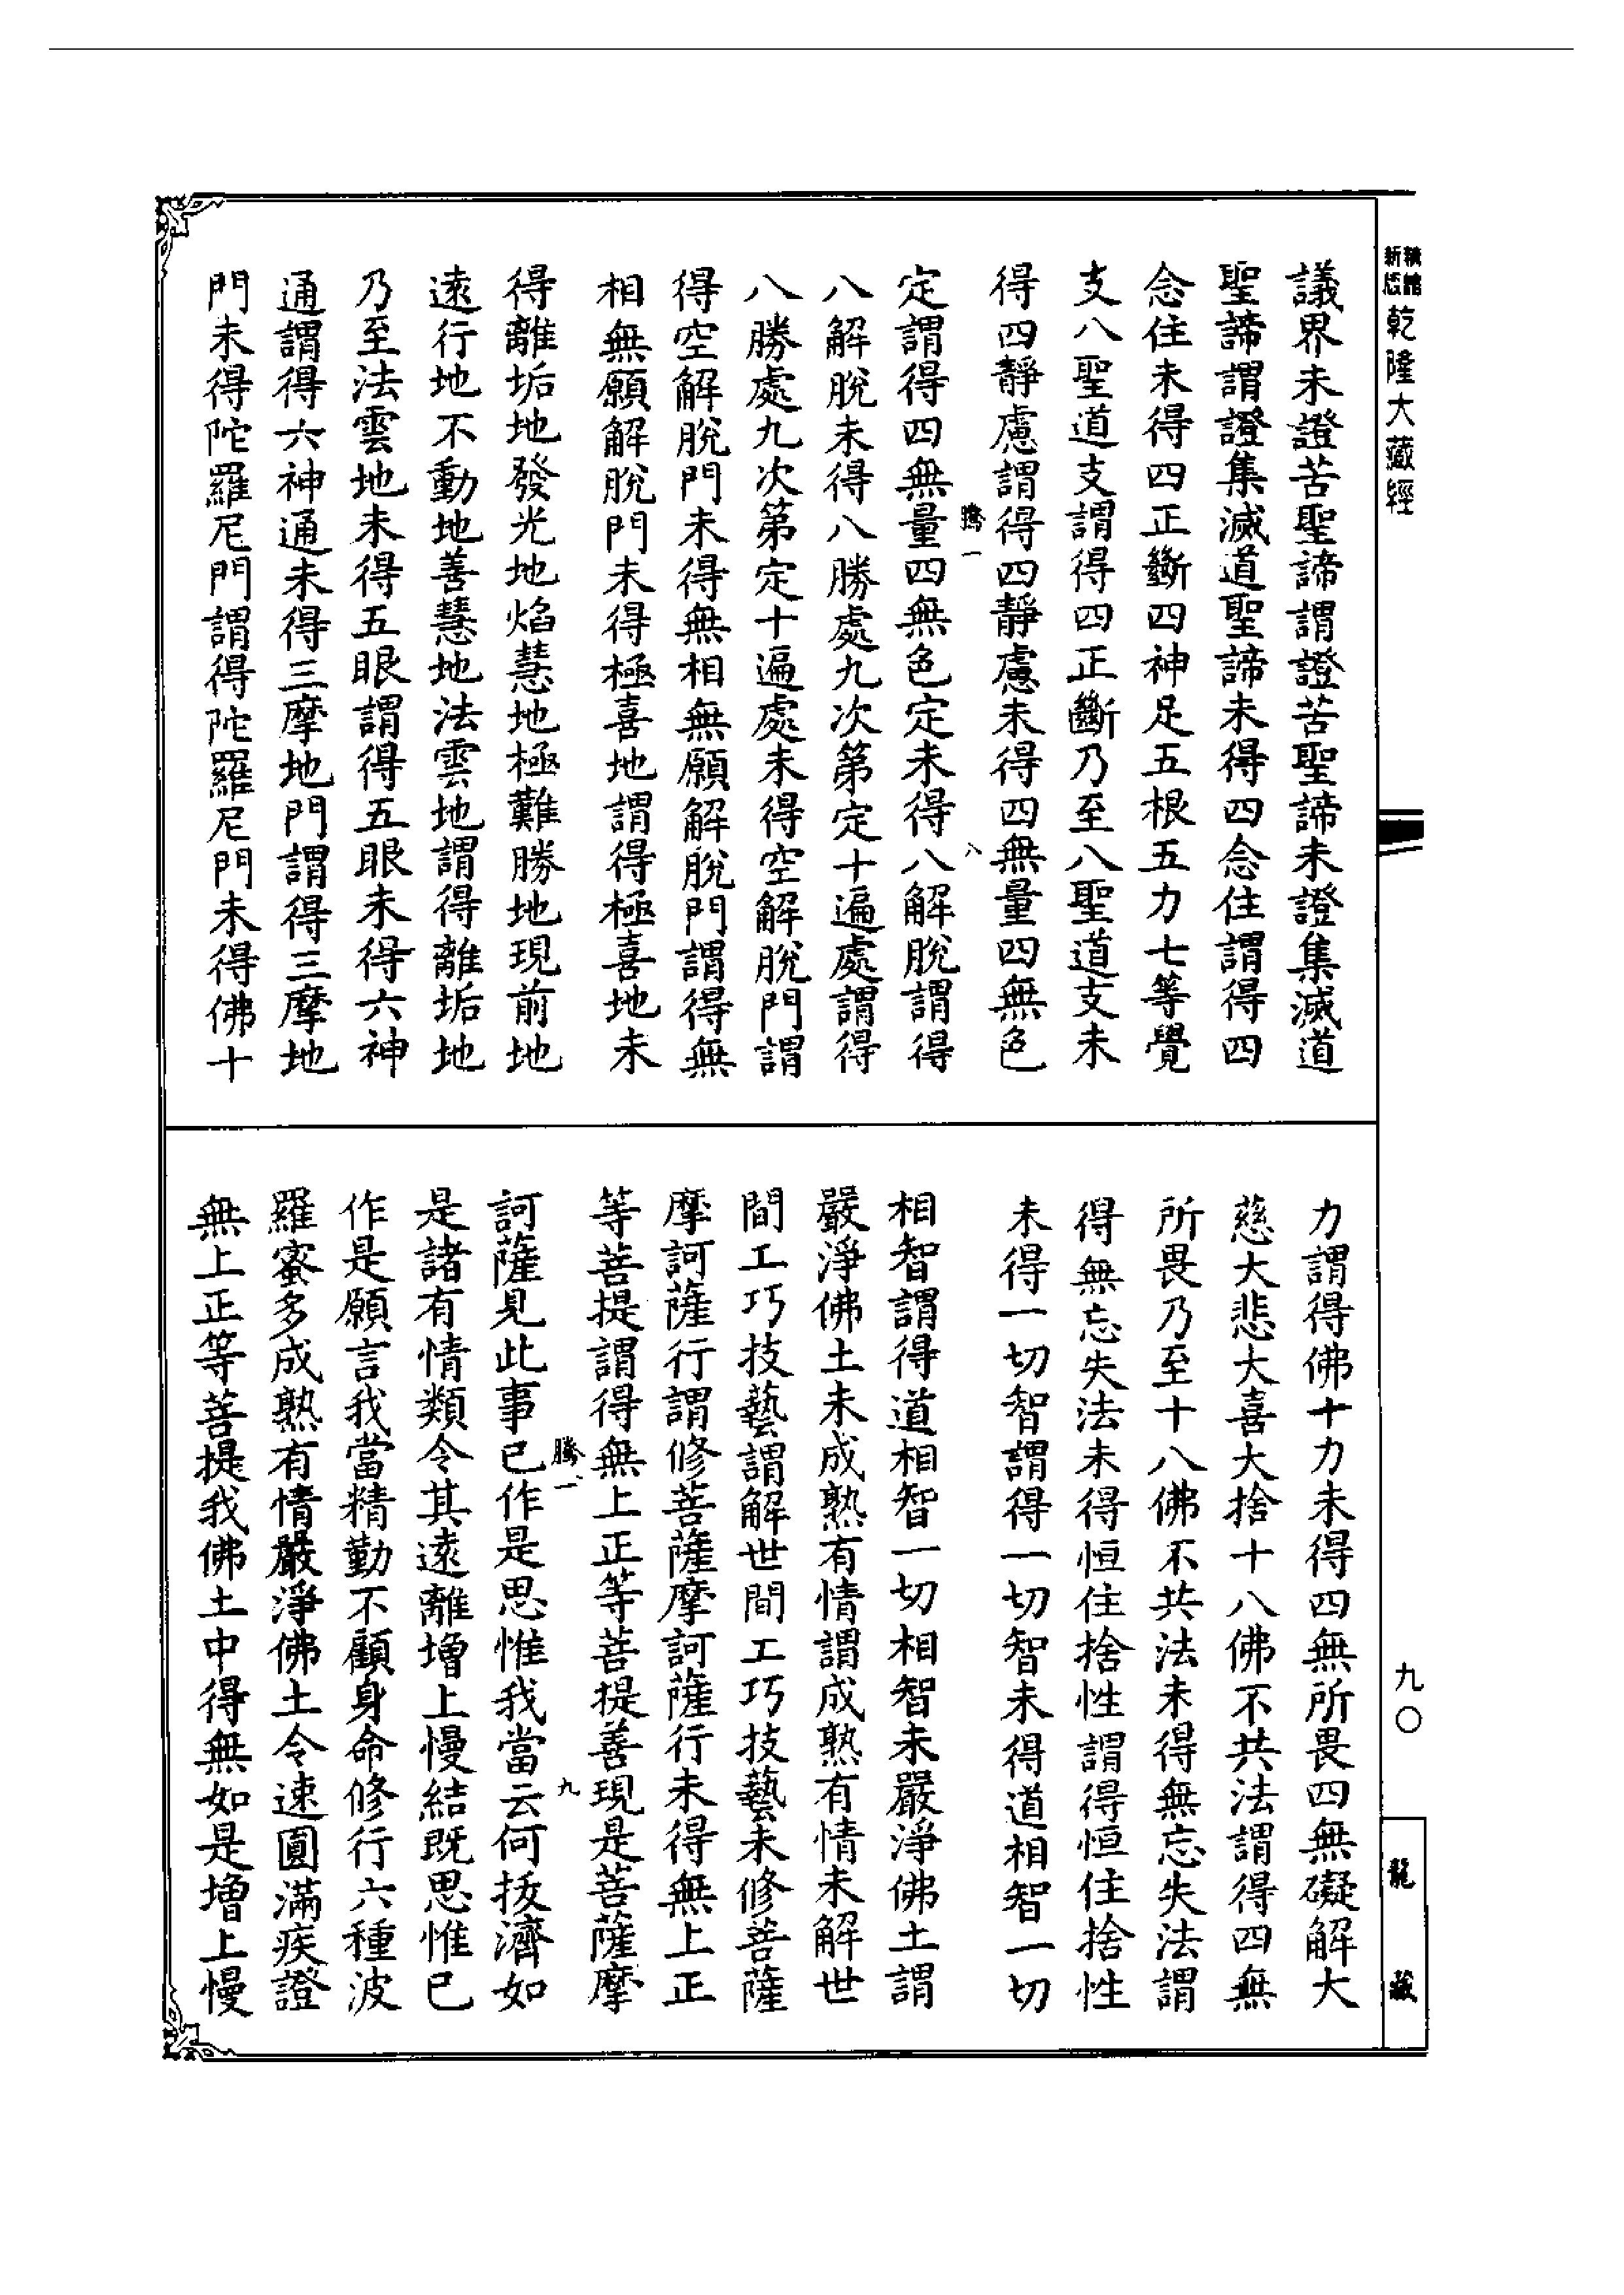 新編縮版
乾隆大藏經
九〇
龍藏
議界未證苦聖諦謂證苦聖諦未證集滅道
聖諦謂證集滅道聖諦未得四念住謂得四
念住未得四正斷四神足五根五力七等覺
支八聖道支謂得四正斷乃至八聖道支未
得四靜慮謂得四靜慮未得四無量四無色
騰一
八
定謂得四無量四無色定未得八解脫謂得
八解脫未得八勝處九次第定十遍處謂得
八勝處九次第定十遍處未得空解脫門謂
得空解脫門未得無相無願解脫門謂得無
相無願解脫門未得極喜地謂得極喜地未
得離垢地發光地焰慧地極難勝地現前地
遠行地不動地善慧地法雲地謂得離垢地
乃至法雲地未得五眼謂得五眼未得六神
通謂得六神通未得三摩地門謂得三摩地
門未得陀羅尼門謂得陀羅尼門未得佛十
力謂得佛十力未得四無所畏四無礙解大
慈大悲大喜大捨十八佛不共法謂得四無
所畏乃至十八佛不共法未得無忘失法謂
得無忘失法未得恒住捨性謂得恒住捨性
未得一切智謂得一切智未得道相智一切
相智謂得道相智一切相智未嚴淨佛土謂
嚴淨佛土未成熟有情謂成熟有情未解世
間工巧技藝謂解世間工巧技藝未修菩薩
摩訶薩行謂修菩薩摩訶薩行未得無上正
等菩提謂得無上正等菩提善現是菩薩摩
騰一
九
訶薩見此事已作是思惟我當云何拔濟如
是諸有情類令其遠離增上慢結既思惟已
作是願言我當精勤不顧身命修行六種波
羅蜜多成熟有情嚴淨佛土令速圓滿疾證
無上正等菩提我佛土中得無如是增上慢